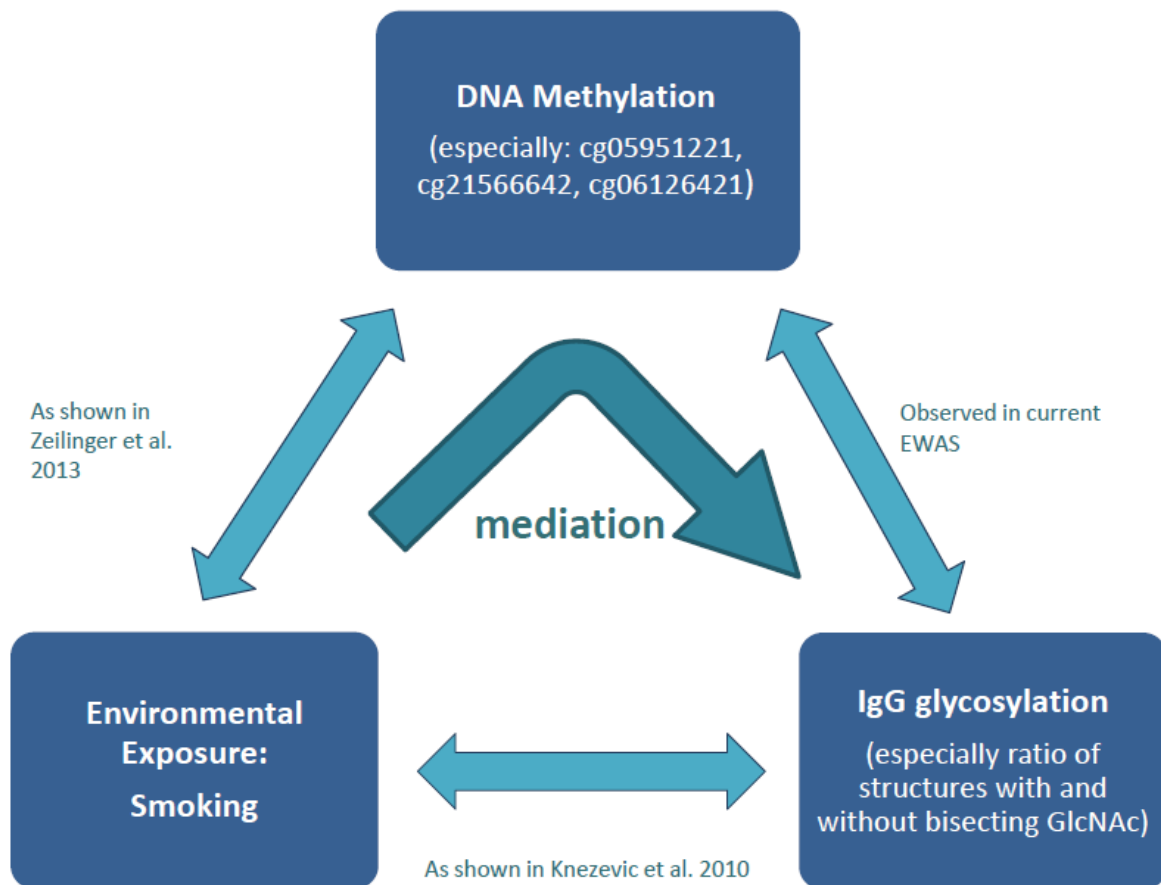 DNA Methylation
(especially: cg05951221,
cg21566642, cg06126421)
As shown in
Zeilinger et al.
2013
Observed in current
EWAS
mediation
Environmental
Exposure:
Smoking
IgG glycosylation
(especially ratio of
structures with and
without bisecting GlcNAc)
As shown in Knezevic et al. 2010